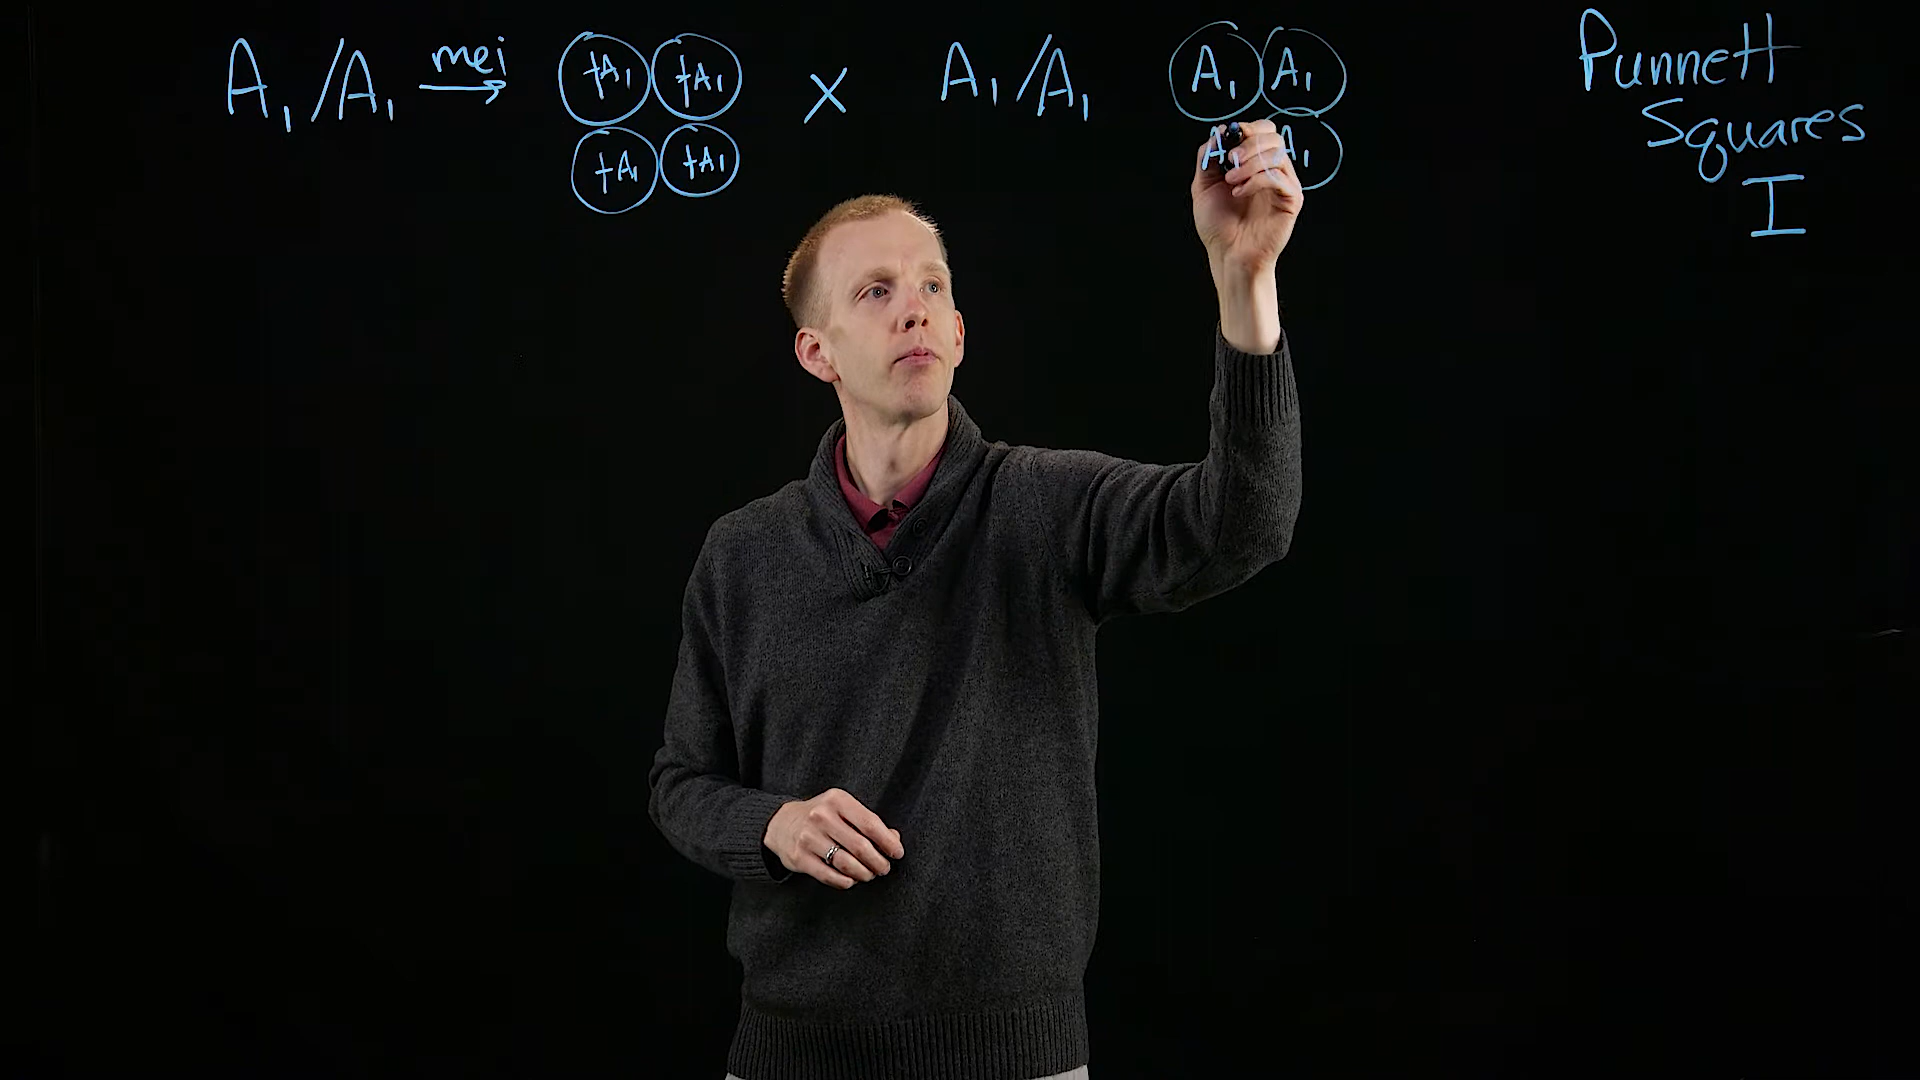 A₁/A₁ mei †A₁ †A₁ X A₁/A₁ A₁ A₁
†A₁ †A₁ A₁ A₁
Punnett
Squares
I